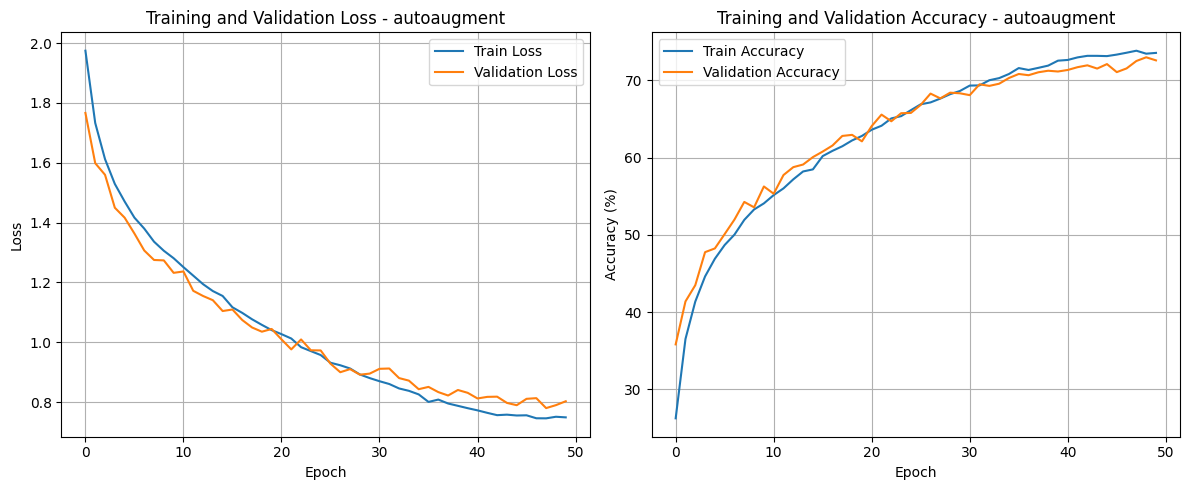 Training and Validation Loss - autoaugment
Train Loss
Validation Loss
2.0
1.8
1.6
1.4
1.2
1.0
0.8
Loss
0
10
20
30
40
50
Epoch
Training and Validation Accuracy - autoaugment
Train Accuracy
Validation Accuracy
70
60
50
40
30
Accuracy (%)
0
10
20
30
40
50
Epoch